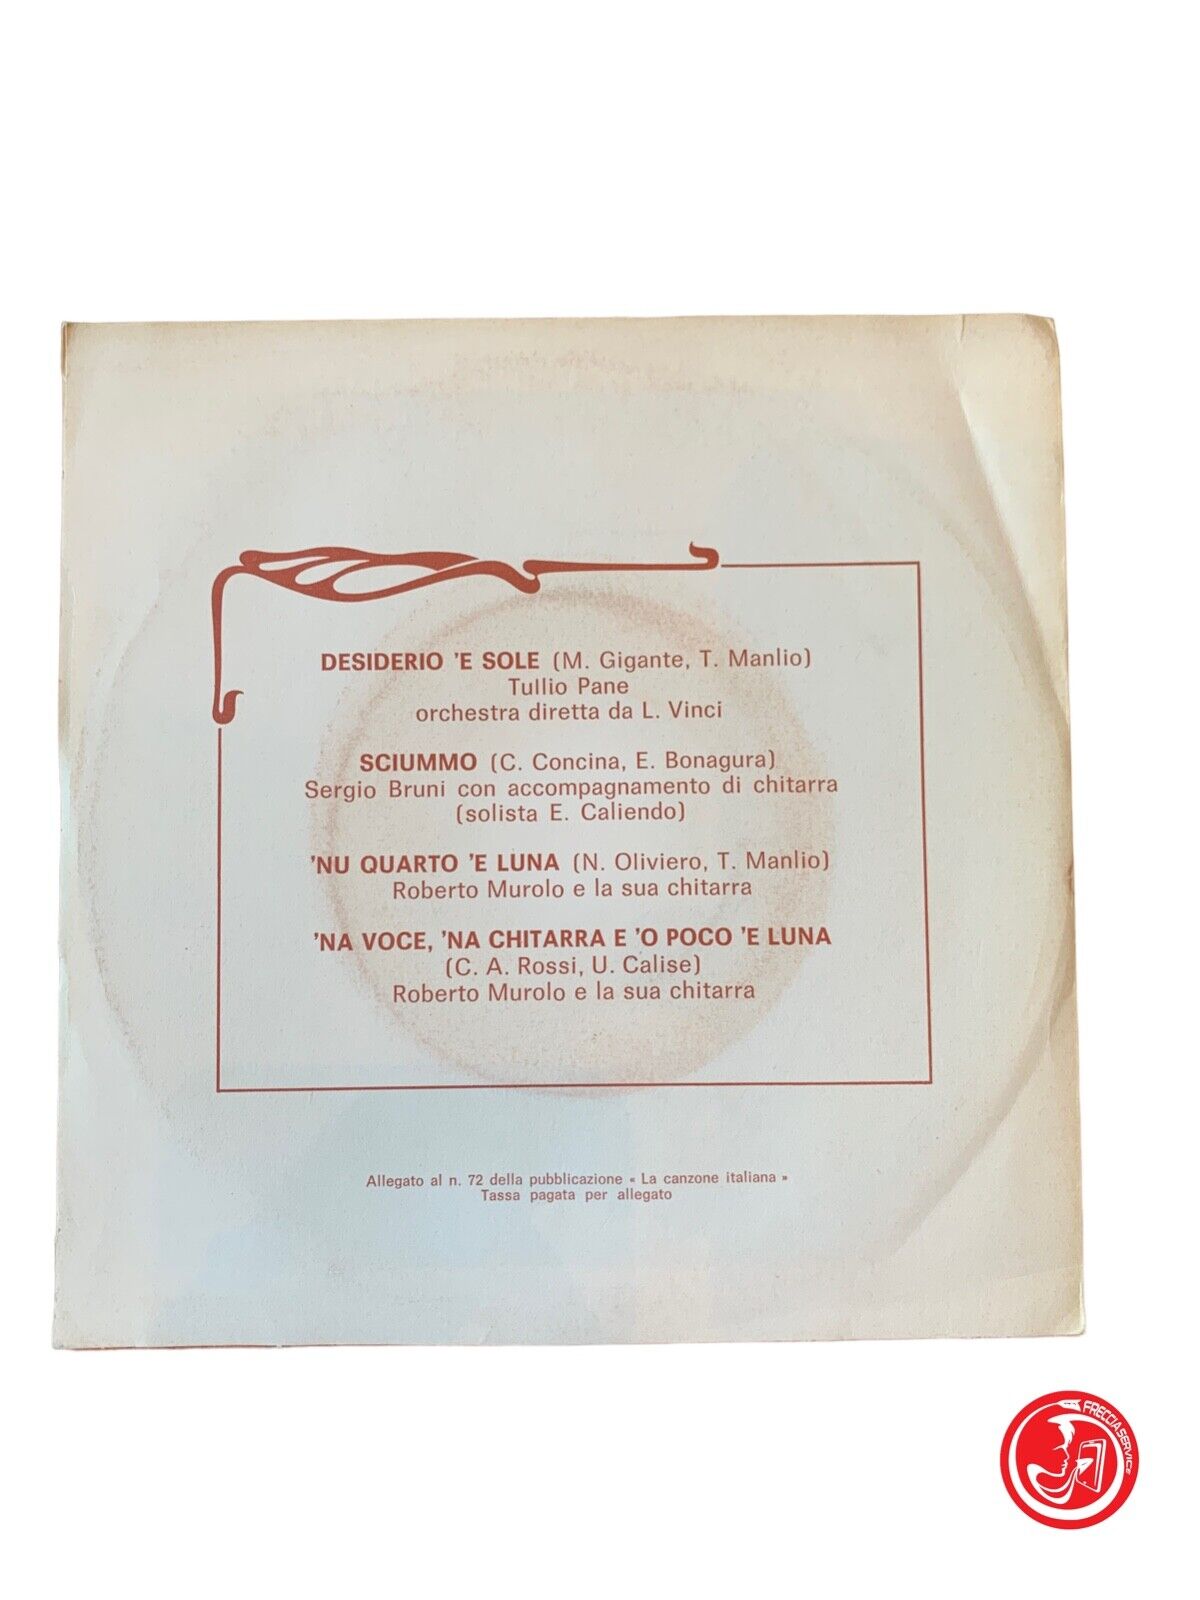 DESIDERIO 'E SOLE (M. Gigante, T. Manlio)
Tullio Pane
orchestra diretta da L. Vinci
SCIUMMO (C. Concina, E. Bonagura)
Sergio Bruni con accompagnamento di chitarra
(solista E. Caliendo)
'NU QUARTO 'E LUNA (N. Oliviero, T. Manlio)
Roberto Murolo e la sua chitarra
'NA VOCE, 'NA CHITARRA E 'O POCO 'E LUNA
(C. A. Rossi, U. Calise)
Roberto Murolo e la sua chitarra
Allegato al n. 72 della pubblicazione « La canzone italiana »
Tassa pagata per allegato
FRECCIA SERVICE